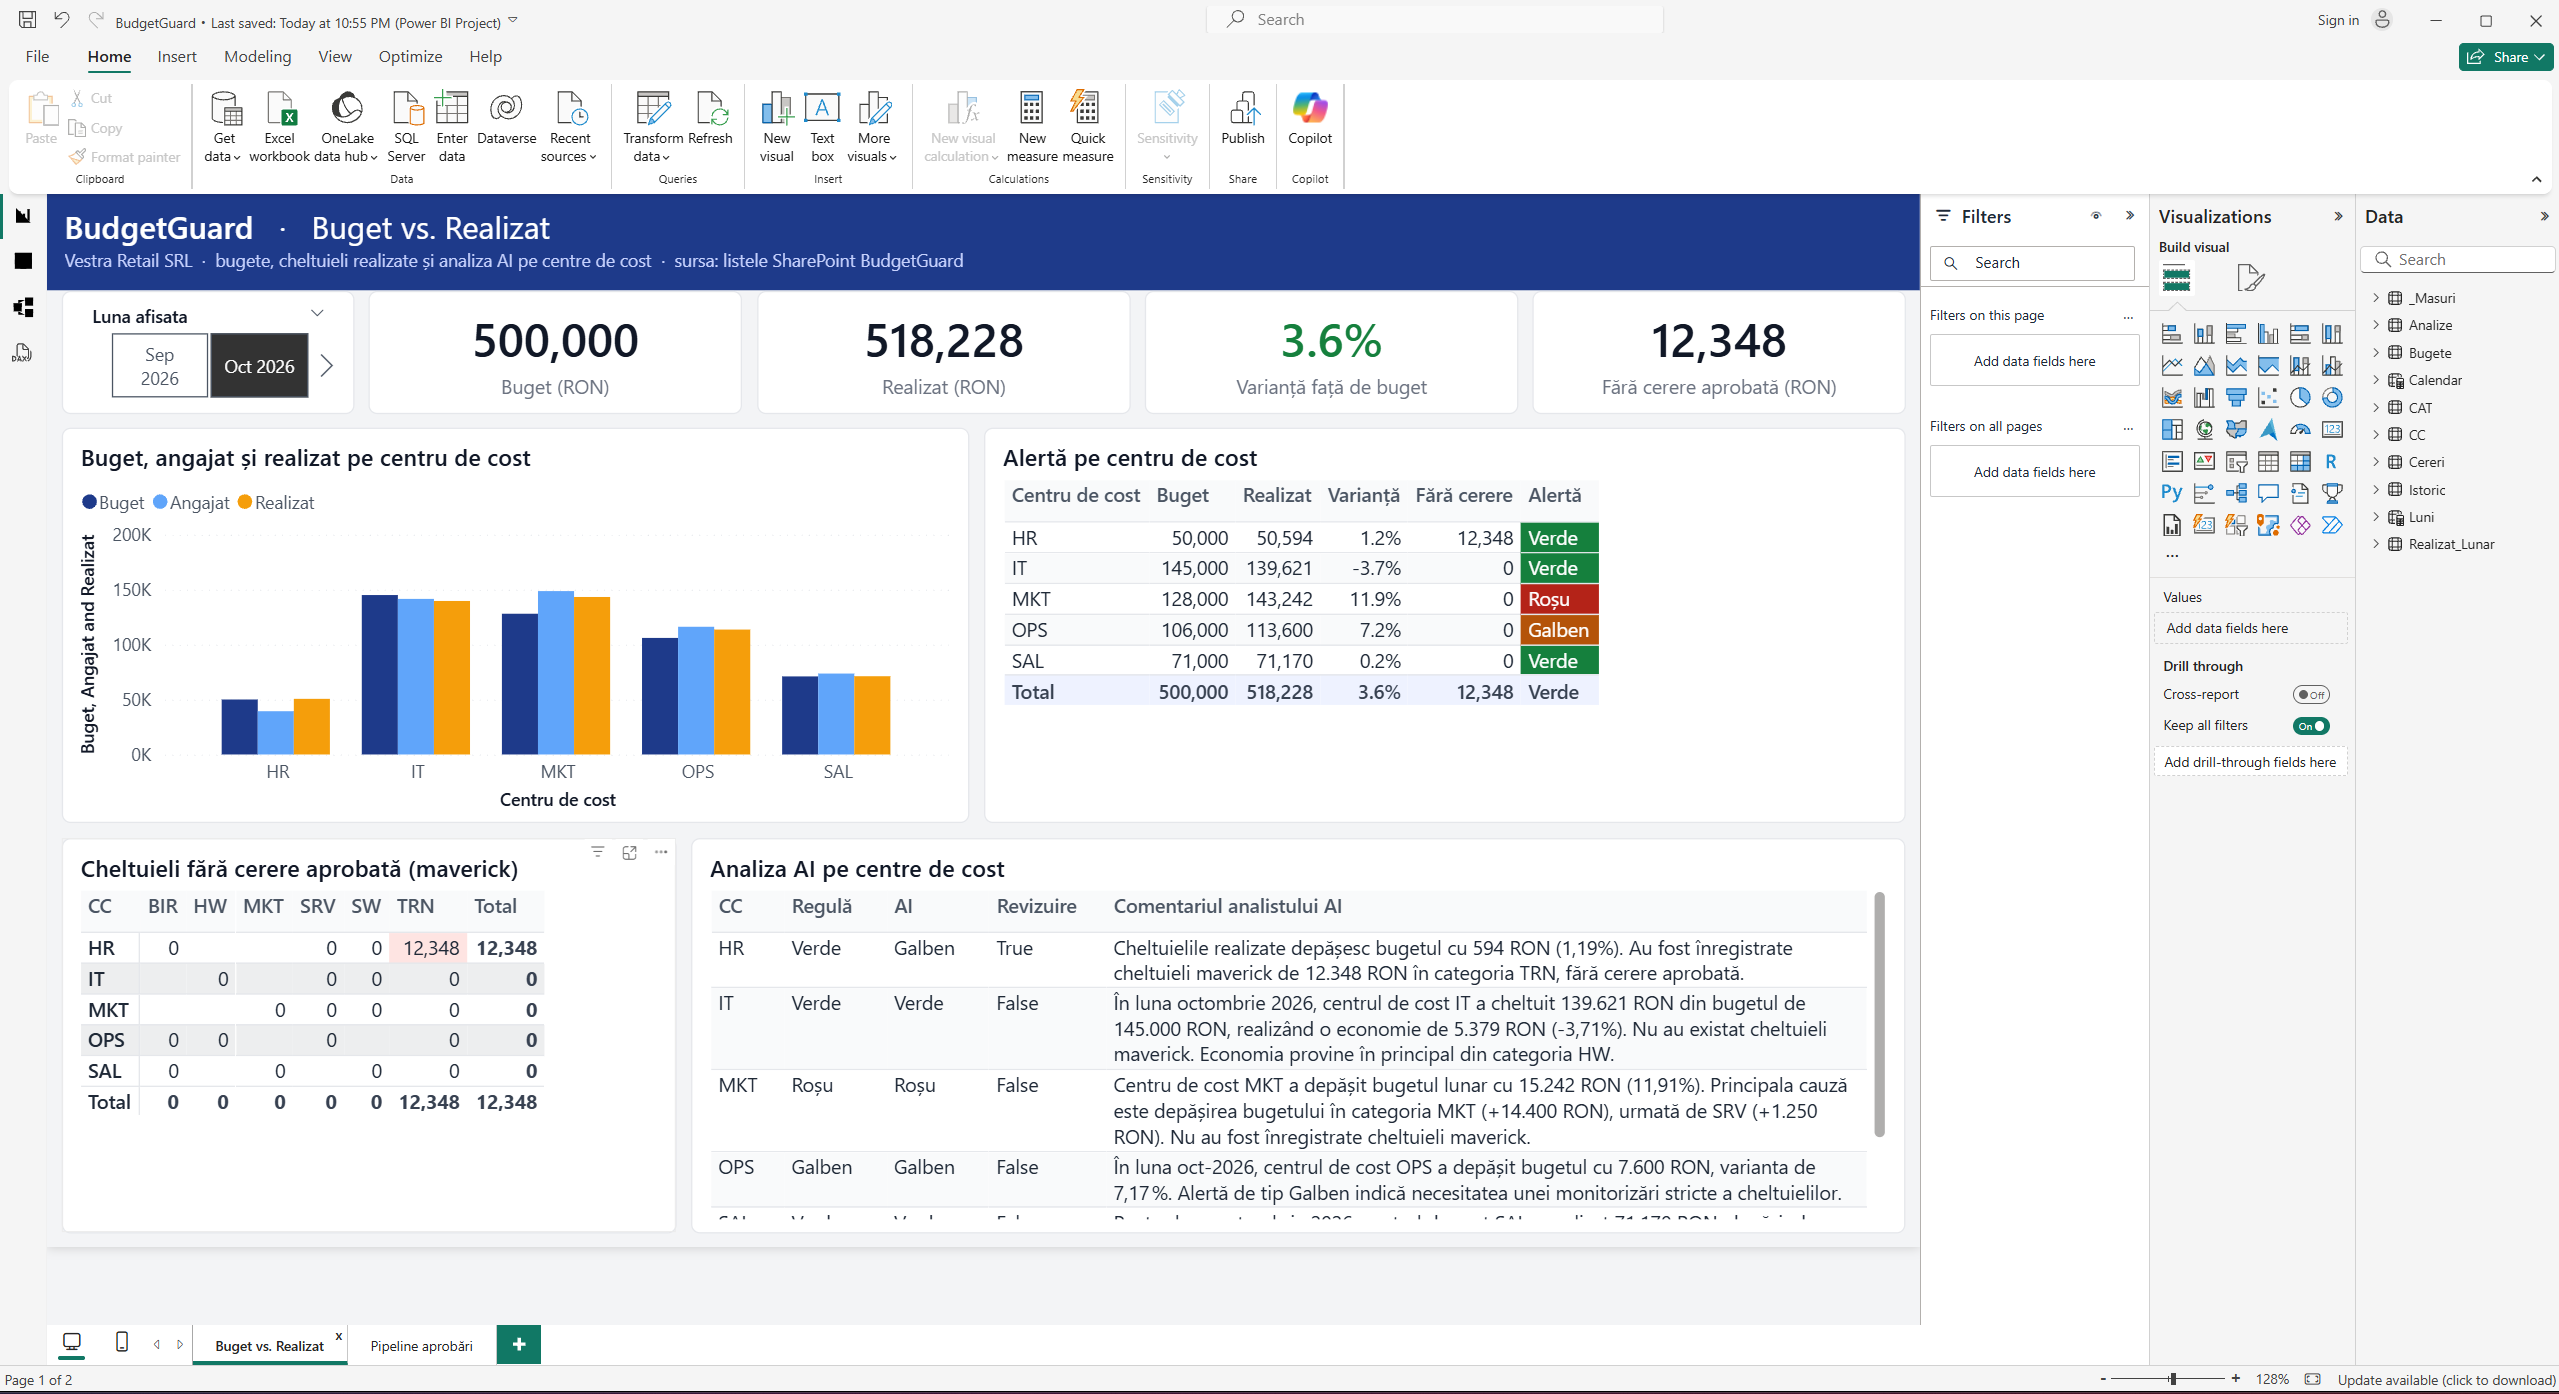 BudgetGuard • Last saved: Today at 10:55 PM (Power BI Project)
Search
Sign in
File Home Insert Modeling View Optimize Help
Share
Paste
Cut
Copy
Format painter
Clipboard
Get data
Excel workbook
OneLake data hub
SQL Server
Enter data
Dataverse
Recent sources
Data
Transform data
Refresh
Queries
New visual
Text box
More visuals
Insert
New visual calculation
New measure
Quick measure
Calculations
Sensitivity
Sensitivity
Publish
Share
Copilot
Copilot
BudgetGuard · Buget vs. Realizat
Vestra Retail SRL · bugete, cheltuieli realizate și analiza AI pe centre de cost · sursa: listele SharePoint BudgetGuard
Luna afisata
Sep 2026
Oct 2026
500,000
Buget (RON)
518,228
Realizat (RON)
3.6%
Varianță față de buget
12,348
Fără cerere aprobată (RON)
Buget, angajat și realizat pe centru de cost
Buget Angajat Realizat
Buget, Angajat and Realizat
200K
150K
100K
50K
0K
HR IT MKT OPS SAL
Centru de cost
Alertă pe centru de cost
Centru de cost Buget Realizat Varianță Fără cerere Alertă
HR 50,000 50,594 1.2% 12,348 Verde
IT 145,000 139,621 -3.7% 0 Verde
MKT 128,000 143,242 11.9% 0 Roșu
OPS 106,000 113,600 7.2% 0 Galben
SAL 71,000 71,170 0.2% 0 Verde
Total 500,000 518,228 3.6% 12,348 Verde
Cheltuieli fără cerere aprobată (maverick)
CC BIR HW MKT SRV SW TRN Total
HR 0 0 0 12,348 12,348
IT 0 0 0 0 0
MKT 0 0 0 0 0
OPS 0 0 0 0 0
SAL 0 0 0 0 0
Total 0 0 0 0 0 12,348 12,348
Analiza AI pe centre de cost
CC Regulă AI Revizuire Comentariul analistului AI
HR Verde Galben True Cheltuielile realizate depășesc bugetul cu 594 RON (1,19%). Au fost înregistrate
cheltuieli maverick de 12.348 RON în categoria TRN, fără cerere aprobată.
IT Verde Verde False În luna octombrie 2026, centrul de cost IT a cheltuit 139.621 RON din bugetul de
145.000 RON, realizând o economie de 5.379 RON (-3,71%). Nu au existat cheltuieli
maverick. Economia provine în principal din categoria HW.
MKT Roșu Roșu False Centru de cost MKT a depășit bugetul lunar cu 15.242 RON (11,91%). Principala cauză
este depășirea bugetului în categoria MKT (+14.400 RON), urmată de SRV (+1.250
RON). Nu au fost înregistrate cheltuieli maverick.
OPS Galben Galben False În luna oct-2026, centrul de cost OPS a depășit bugetul cu 7.600 RON, varianta de
7,17%. Alertă de tip Galben indică necesitatea unei monitorizări stricte a cheltuielilor.
Filters
Search
Filters on this page
...
Add data fields here
Filters on all pages
...
Add data fields here
Visualizations
Build visual
123
R
Py
123
...
Values
Add data fields here
Drill through
Cross-report
Off
Keep all filters
On
Add drill-through fields here
Data
Search
_Masuri
Analize
Bugete
Calendar
CAT
CC
Cereri
Istoric
Luni
Realizat_Lunar
DAX
Buget vs. Realizat x
Pipeline aprobări
+
Page 1 of 2
- + 128%
Update available (click to download)